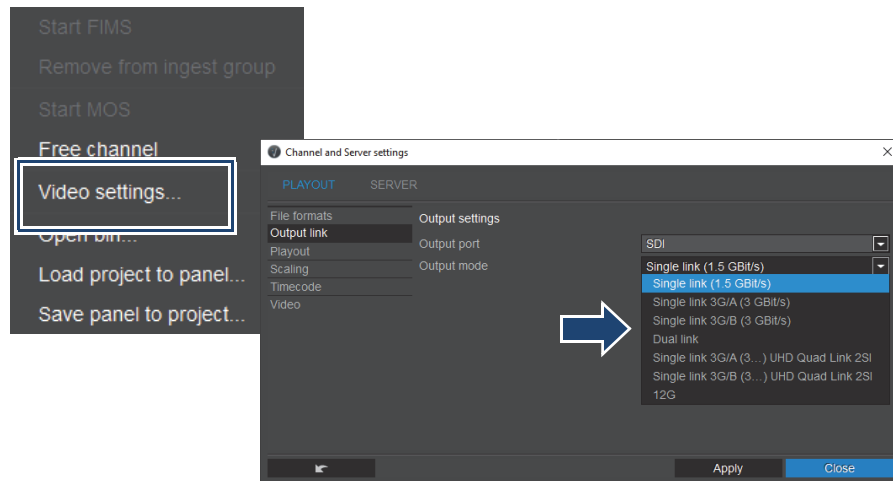 Start FIMS
Remove from ingest group
Start MOS
Free channel
Video settings...
Open bin...
Load project to panel...
Save panel to project...
Channel and Server settings
PLAYOUT SERVER
File formats
Output link
Playout
Scaling
Timecode
Video
Output settings
Output port SDI
Output mode Single link (1.5 GBit/s)
Single link (1.5 GBit/s)
Single link 3G/A (3 GBit/s)
Single link 3G/B (3 GBit/s)
Dual link
Single link 3G/A (3...) UHD Quad Link 2SI
Single link 3G/B (3...) UHD Quad Link 2SI
12G
Apply Close